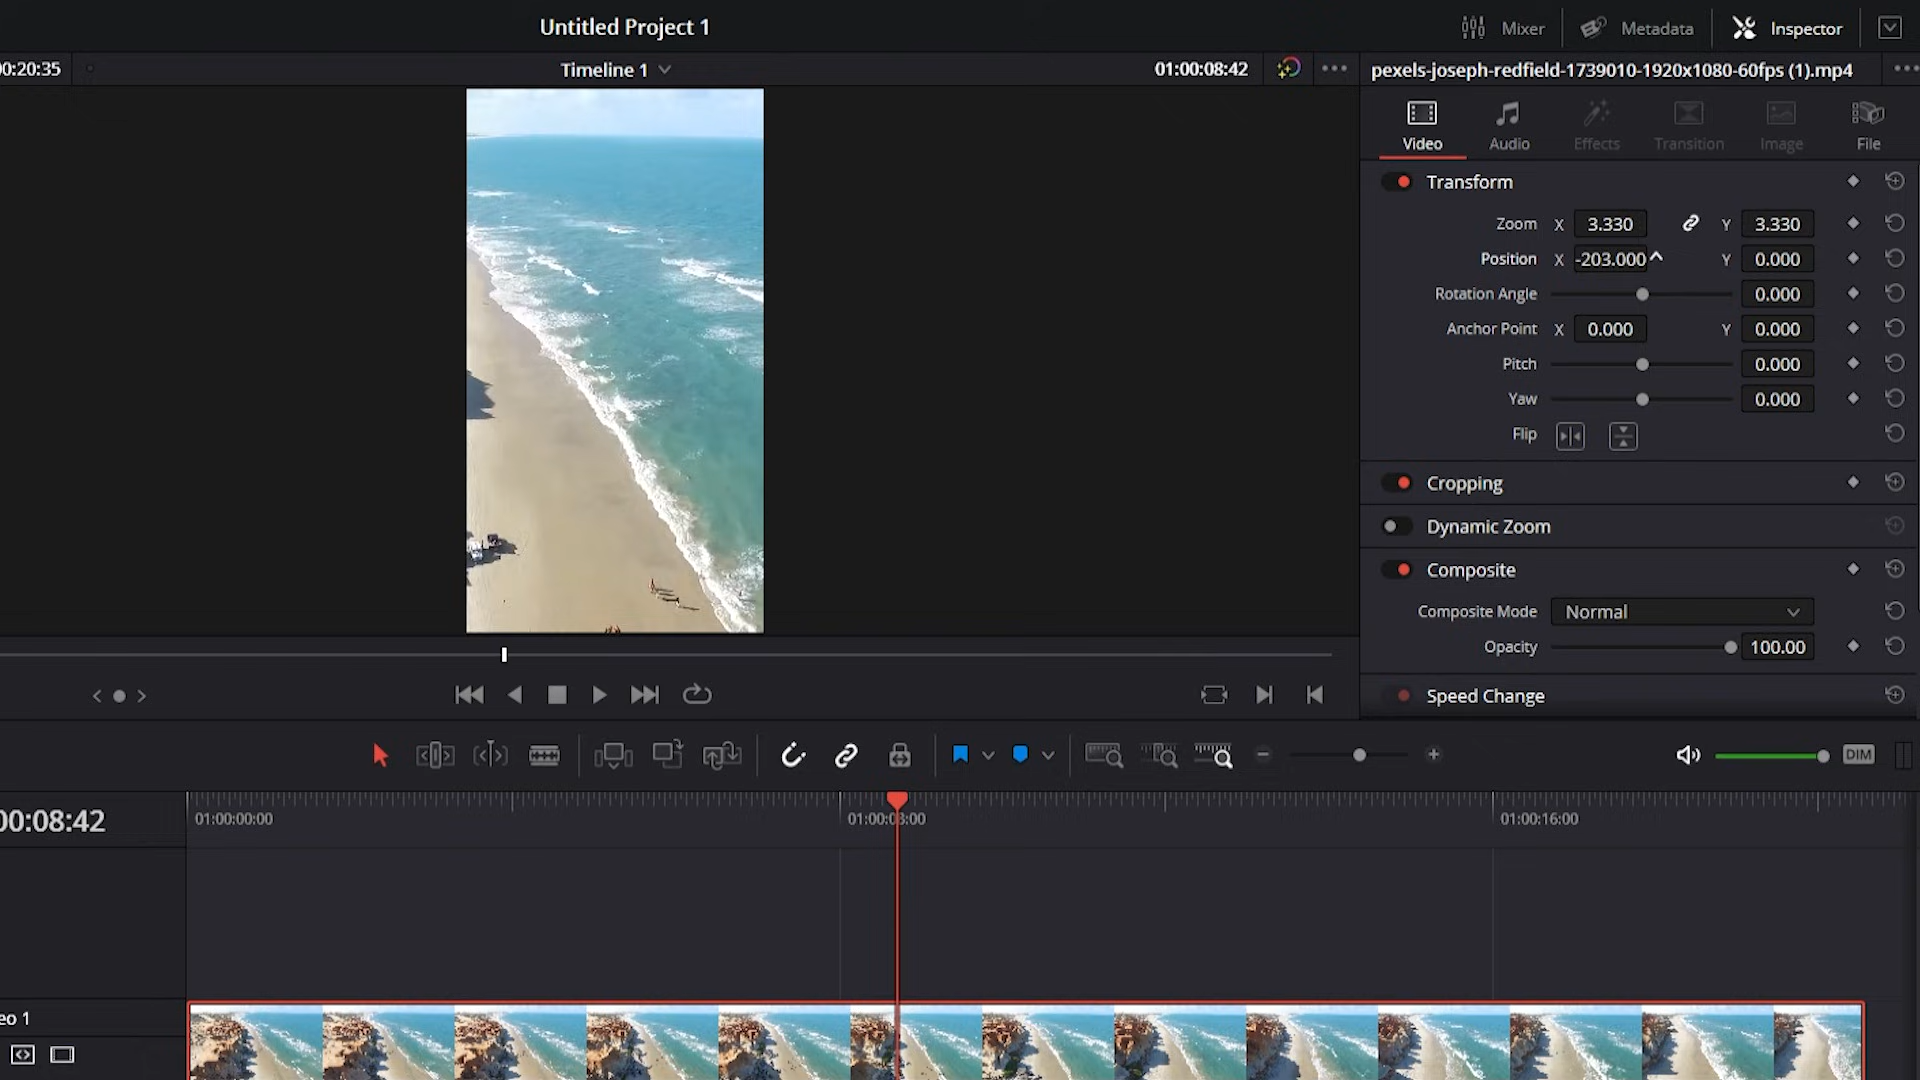 Untitled Project 1
Mixer
Metadata
Inspector
00:20:35
Timeline 1
01:00:08:42
pexels-joseph-redfield-1739010-1920x1080-60fps (1).mp4
Video
Audio
Effects
Transition
Image
File
Transform
Zoom X 3.330 Y 3.330
Position X -203.000 Y 0.000
Rotation Angle 0.000
Anchor Point X 0.000 Y 0.000
Pitch 0.000
Yaw 0.000
Flip
Cropping
Dynamic Zoom
Composite
Composite Mode Normal
Opacity 100.00
Speed Change
DIM
00:08:42
01:00:00:00
01:00:08:00
01:00:16:00
eo 1